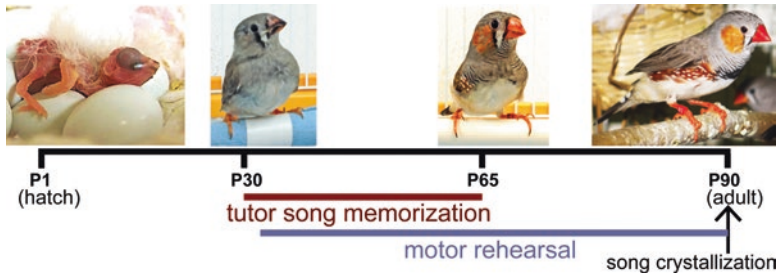 P1 P30 P65 P90
(hatch) (adult)
tutor song memorization
motor rehearsal
song crystallization